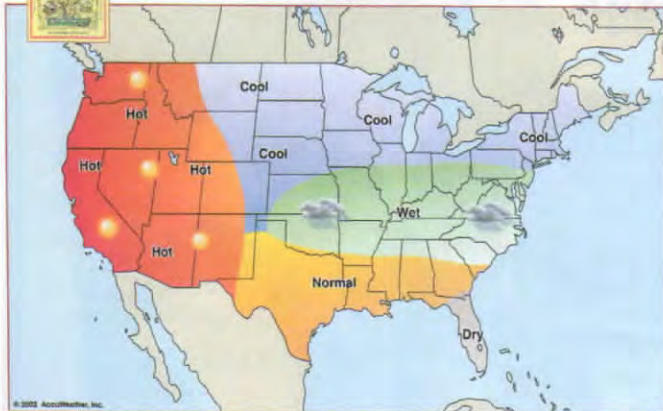 Cool
Cool
Hot
Cool
Hot
Cool
Hot
Wet
Hot
Normal
Dry
© 2002 AccuWeather, Inc.